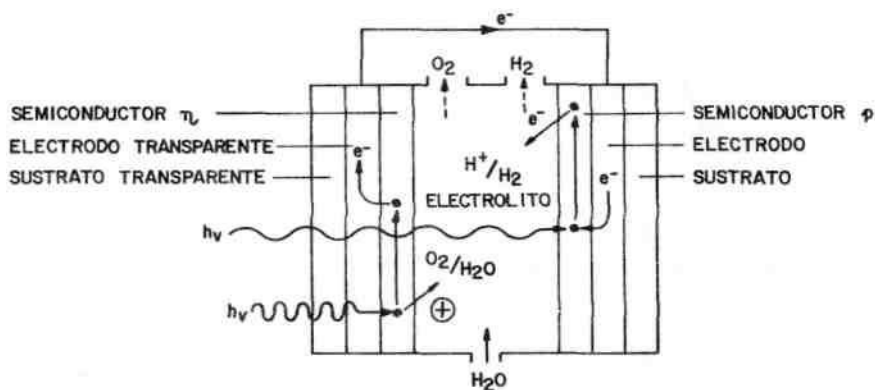 e-
O2 H2
SEMICONDUCTOR η
e-
SEMICONDUCTOR p
ELECTRODO TRANSPARENTE
e-
ELECTRODO
SUSTRATO TRANSPARENTE
H+/H2
e-
SUSTRATO
ELECTROLITO
hv
O2/H2O
hv
+
H2O